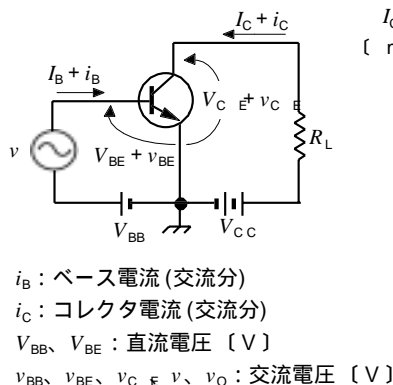 I_C + i_C
I_C
〔 m
I_B + i_B
V_CE + v_CE
v
R_L
V_BE + v_BE
V_BB
V_CC
i_B：ベース電流 (交流分)
i_C：コレクタ電流 (交流分)
V_BB、V_BE：直流電圧〔V〕
v_BB、v_BE、v_CE、v、v_O：交流電圧〔V〕